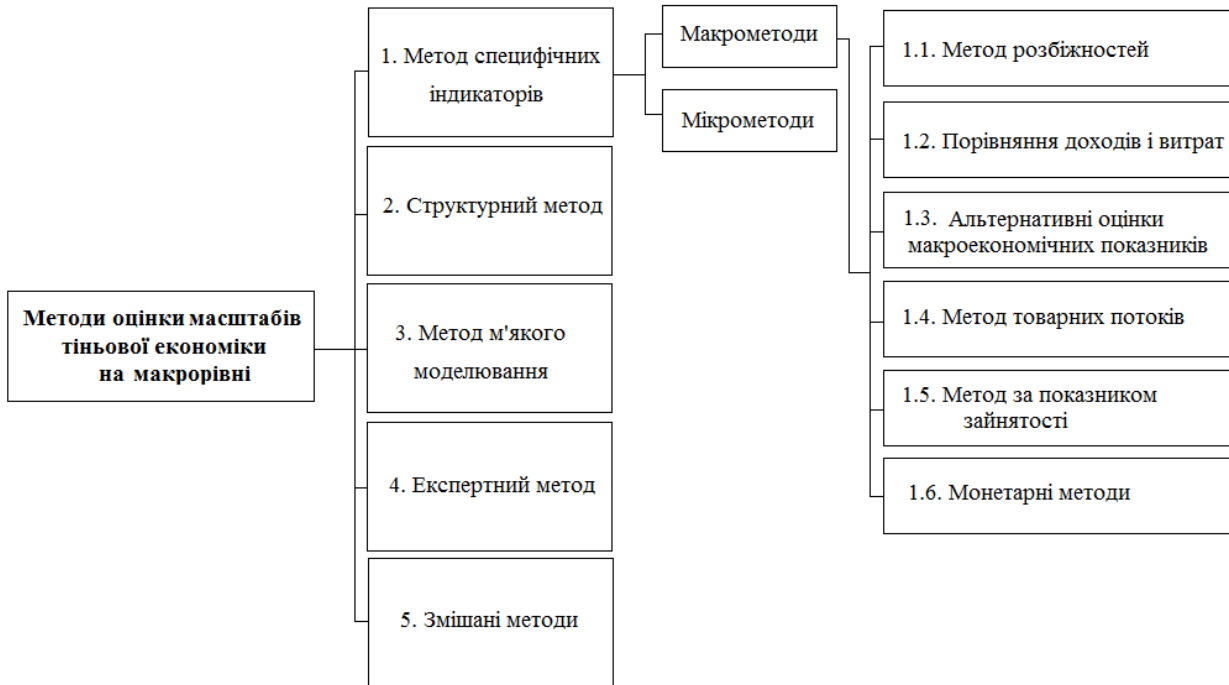 Методи оцінки масштабів
тіньової економіки
на макрорівні
1. Метод специфічних
індикаторів
2. Структурний метод
3. Метод м'якого
моделювання
4. Експертний метод
5. Змішані методи
Макрометоди
Мікрометоди
1.1. Метод розбіжностей
1.2. Порівняння доходів і витрат
1.3. Альтернативні оцінки
макроекономічних показників
1.4. Метод товарних потоків
1.5. Метод за показником
зайнятості
1.6. Монетарні методи